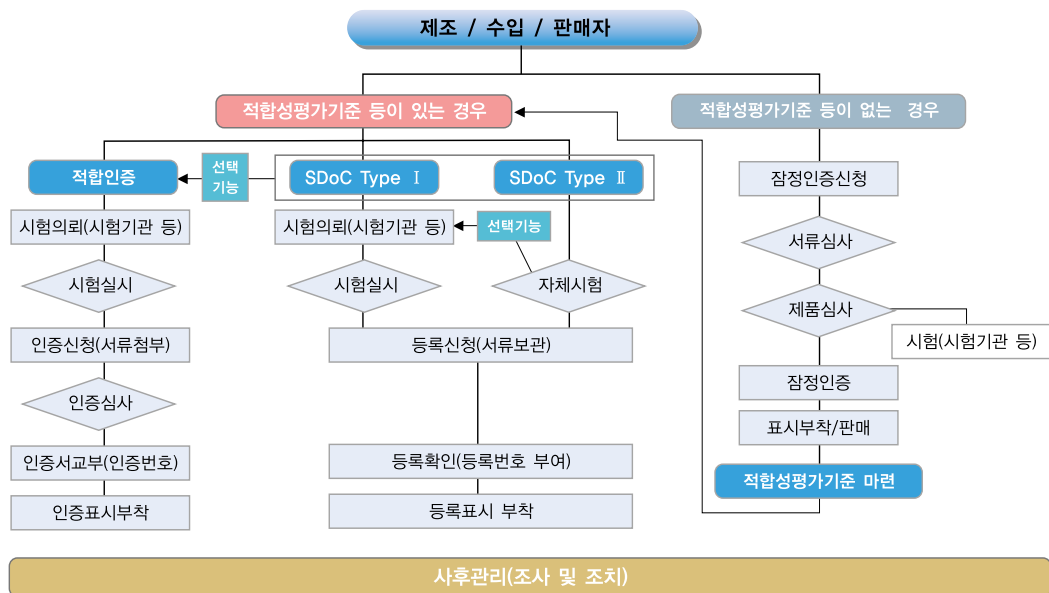 제조 / 수입 / 판매자
적합성평가기준 등이 있는 경우
적합성평가기준 등이 없는 경우
적합인증
선택
기능
SDoC Type Ⅰ
SDoC Type Ⅱ
시험의뢰(시험기관 등)
시험실시
인증신청(서류첨부)
인증심사
인증서교부(인증번호)
인증표시부착
시험의뢰(시험기관 등)
선택기능
시험실시
자체시험
등록신청(서류보관)
등록확인(등록번호 부여)
등록표시 부착
잠정인증신청
서류심사
제품심사
시험(시험기관 등)
잠정인증
표시부착/판매
적합성평가기준 마련
사후관리(조사 및 조치)